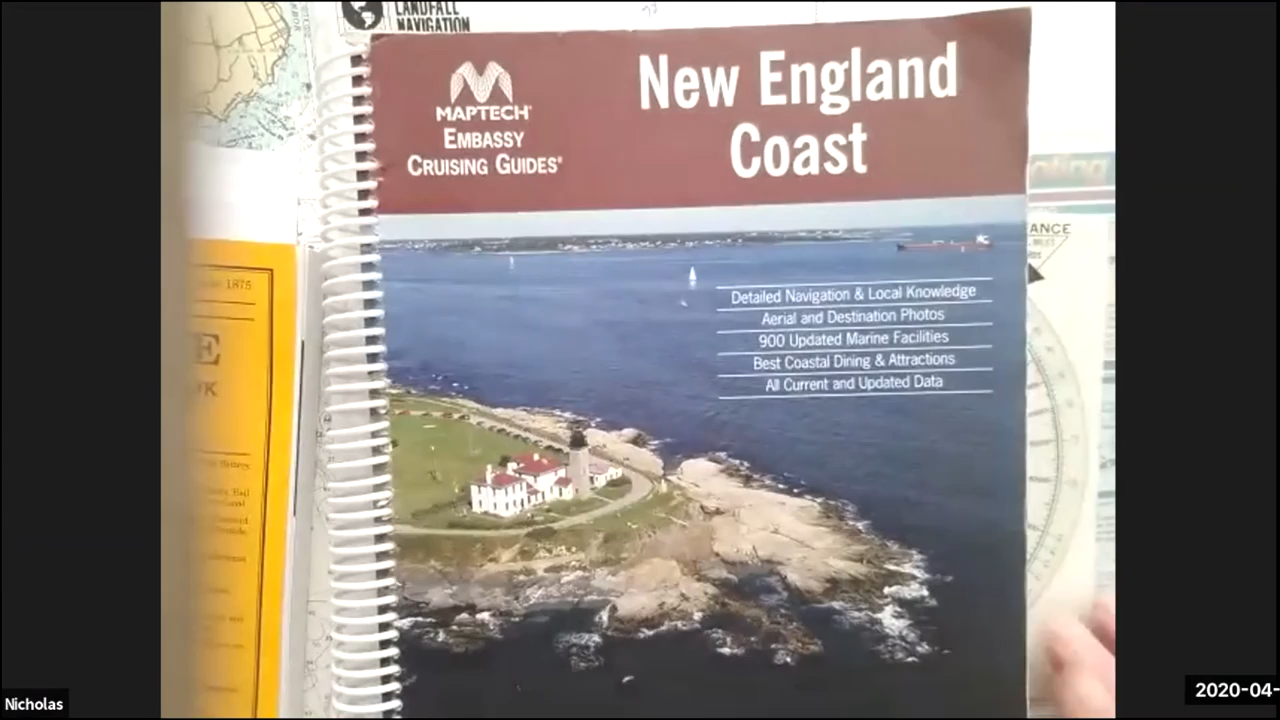 LANDFALL
NAVIGATION
MAPTECH®
EMBASSY
CRUISING GUIDES®
New England
Coast
Detailed Navigation & Local Knowledge
Aerial and Destination Photos
900 Updated Marine Facilities
Best Coastal Dining & Attractions
All Current and Updated Data
1875
E
ANCE
Nicholas
2020-04-